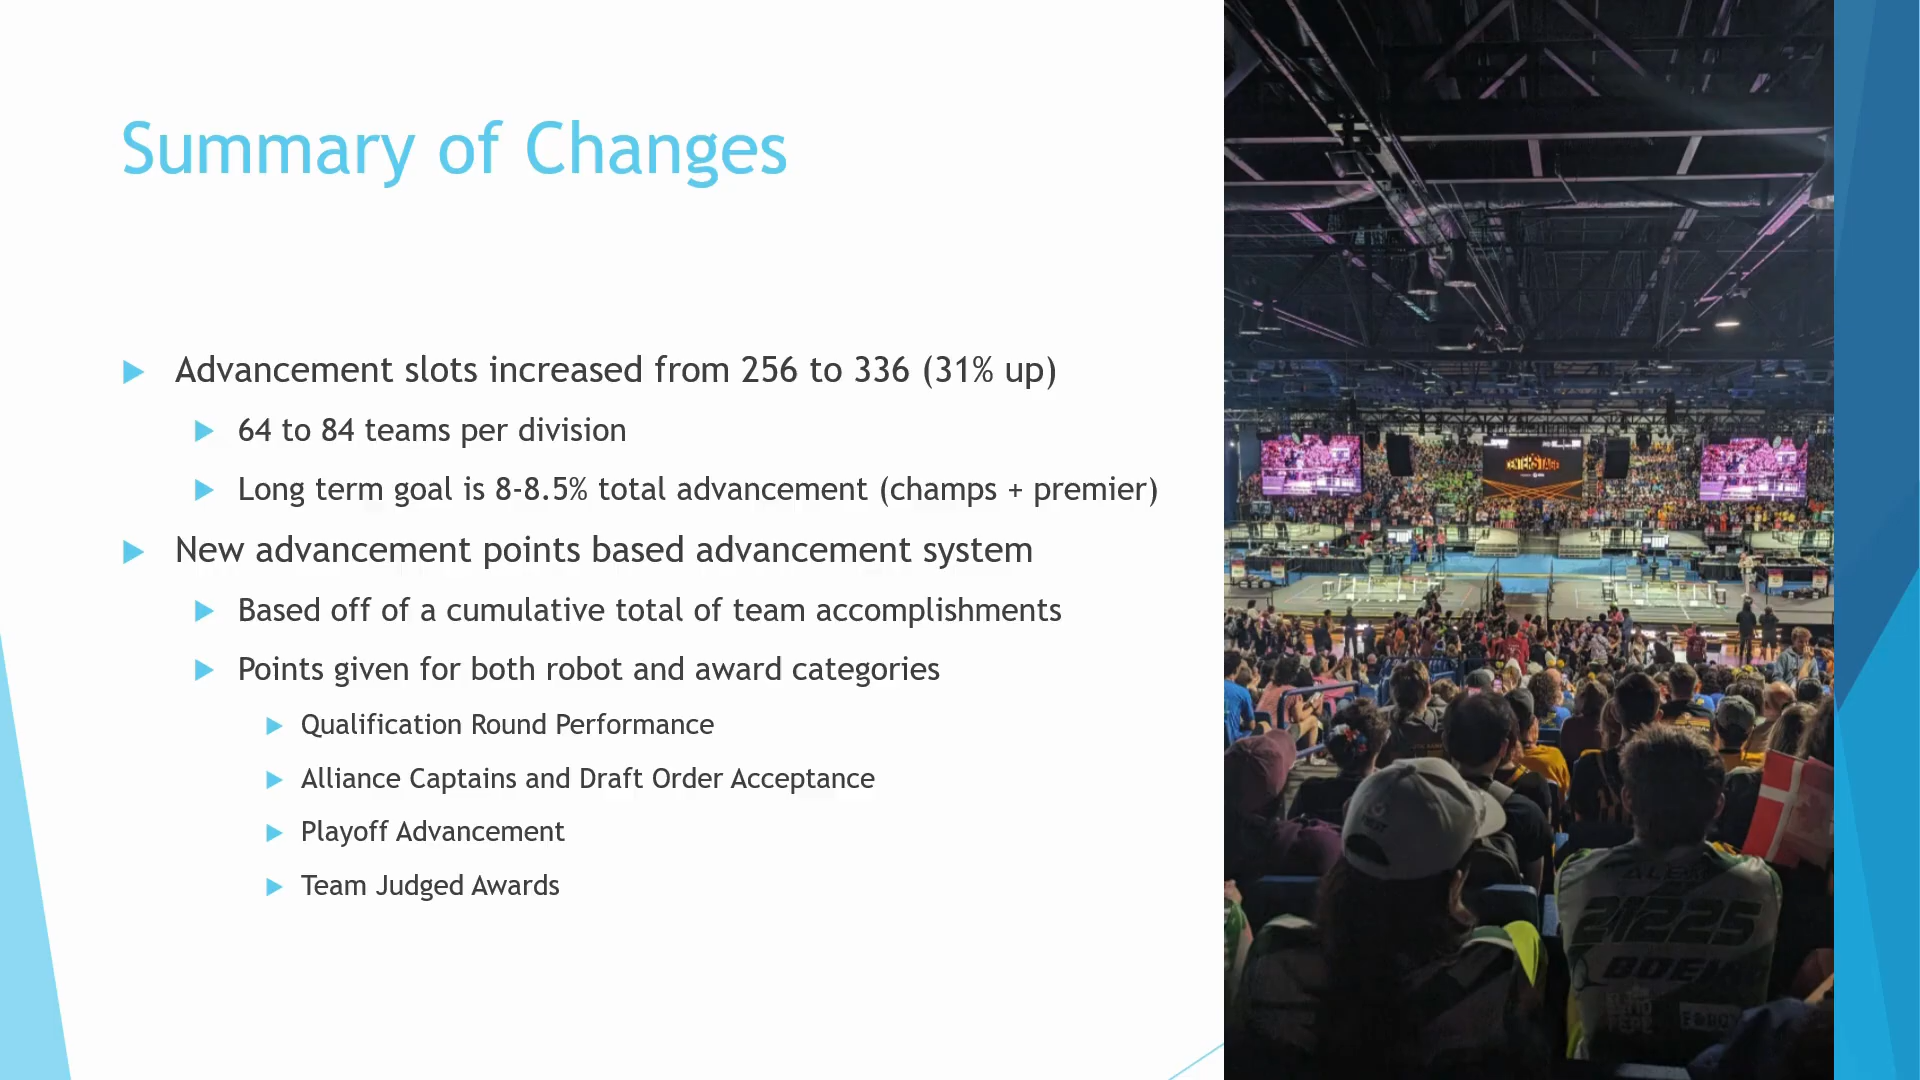 Summary of Changes
Advancement slots increased from 256 to 336 (31% up)
64 to 84 teams per division
Long term goal is 8-8.5% total advancement (champs + premier)
New advancement points based advancement system
Based off of a cumulative total of team accomplishments
Points given for both robot and award categories
Qualification Round Performance
Alliance Captains and Draft Order Acceptance
Playoff Advancement
Team Judged Awards
CENTERSTAGE
21225